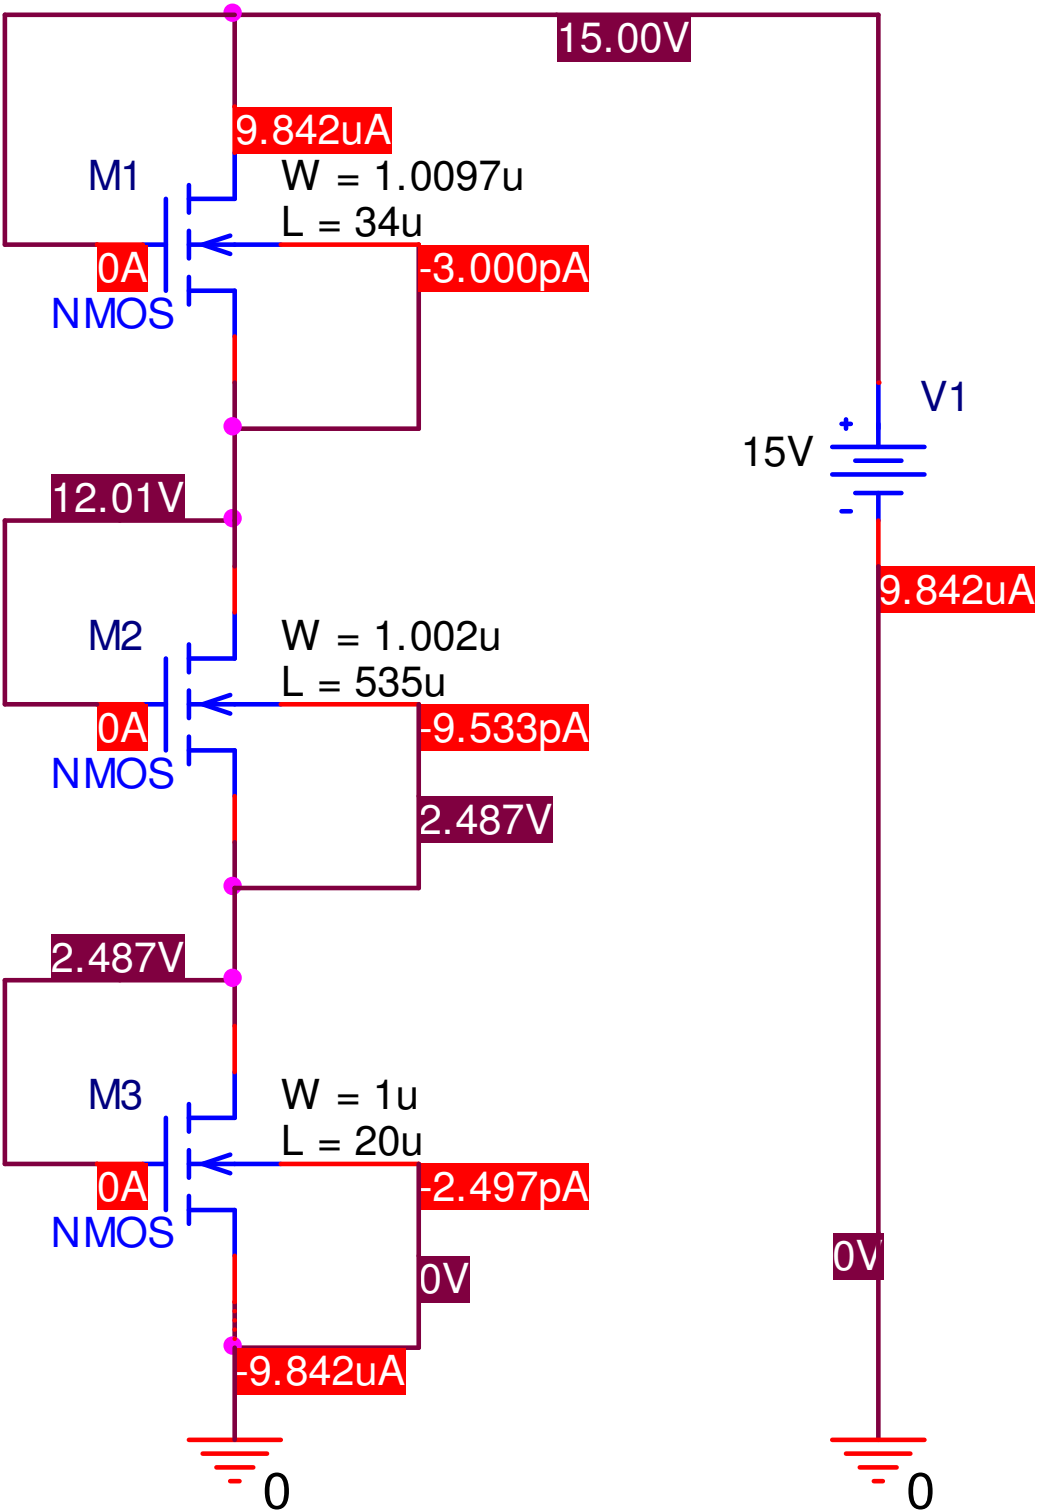 15.00V
9.842uA
M1
W = 1.0097u
L = 34u
0A
-3.000pA
NMOS
V1
+
15V
-
12.01V
9.842uA
M2
W = 1.002u
L = 535u
0A
-9.533pA
NMOS
2.487V
2.487V
M3
W = 1u
L = 20u
0A
-2.497pA
NMOS
0V
0V
-9.842uA
0
0